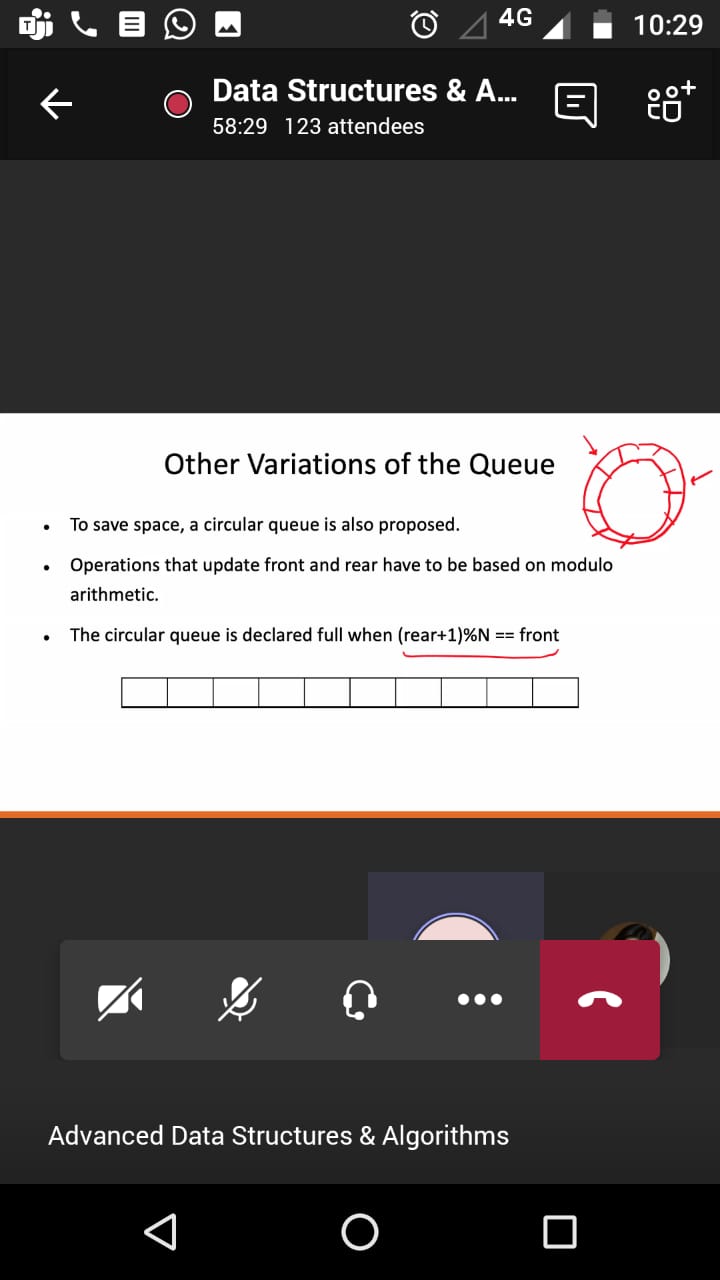 4G 10:29
Data Structures & A...
58:29 123 attendees
Other Variations of the Queue
• To save space, a circular queue is also proposed.
• Operations that update front and rear have to be based on modulo
arithmetic.
• The circular queue is declared full when (rear+1)%N == front
Advanced Data Structures & Algorithms